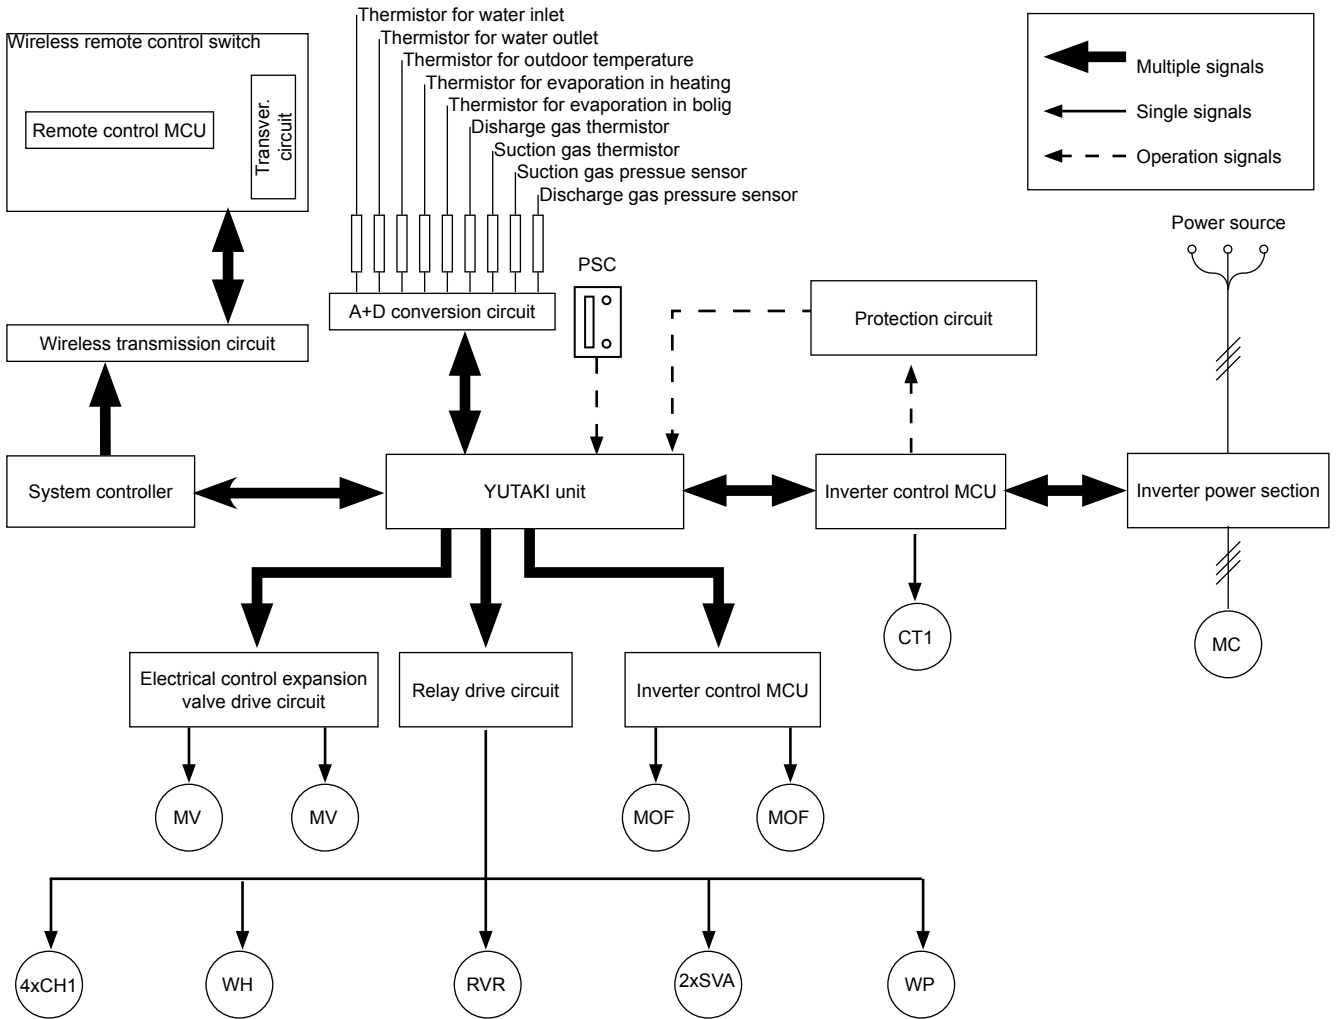 Thermistor for water inlet
Thermistor for water outlet
Thermistor for outdoor temperature
Thermistor for evaporation in heating
Thermistor for evaporation in bolig
Disharge gas thermistor
Suction gas thermistor
Suction gas pressue sensor
Discharge gas pressure sensor
Wireless remote control switch
Remote control MCU
Transver.
circuit
Multiple signals
Single signals
Operation signals
Power source
PSC
A+D conversion circuit
Protection circuit
Wireless transmission circuit
System controller
YUTAKI unit
Inverter control MCU
Inverter power section
CT1
MC
Electrical control expansion
valve drive circuit
Relay drive circuit
Inverter control MCU
MV
MV
MOF
MOF
4xCH1
WH
RVR
2xSVA
WP